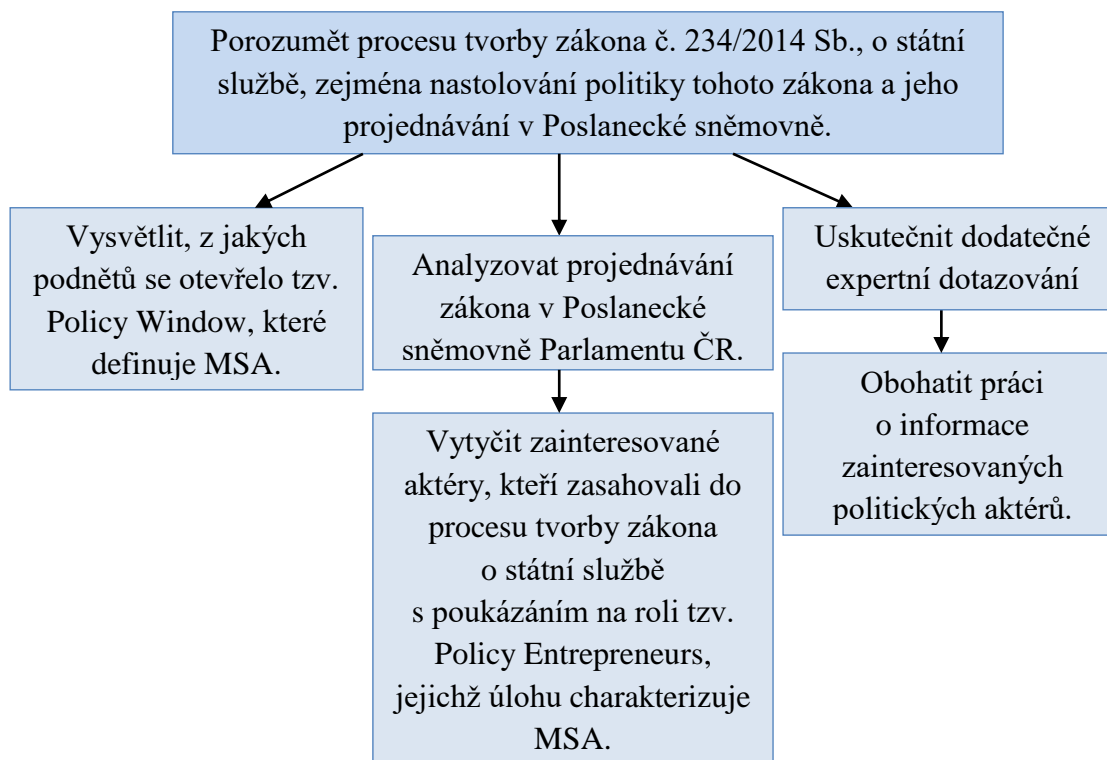 Porozumět procesu tvorby zákona č. 234/2014 Sb., o státní
službě, zejména nastolování politiky tohoto zákona a jeho
projednávání v Poslanecké sněmovně.
Vysvětlit, z jakých
podnětů se otevřelo tzv.
Policy Window, které
definuje MSA.
Analyzovat projednávání
zákona v Poslanecké
sněmovně Parlamentu ČR.
Vytyčit zainteresované
aktéry, kteří zasahovali do
procesu tvorby zákona
o státní službě
s poukázáním na roli tzv.
Policy Entrepreneurs,
jejichž úlohu charakterizuje
MSA.
Uskutečnit dodatečné
expertní dotazování
Obohatit práci
o informace
zainteresovaných
politických aktérů.